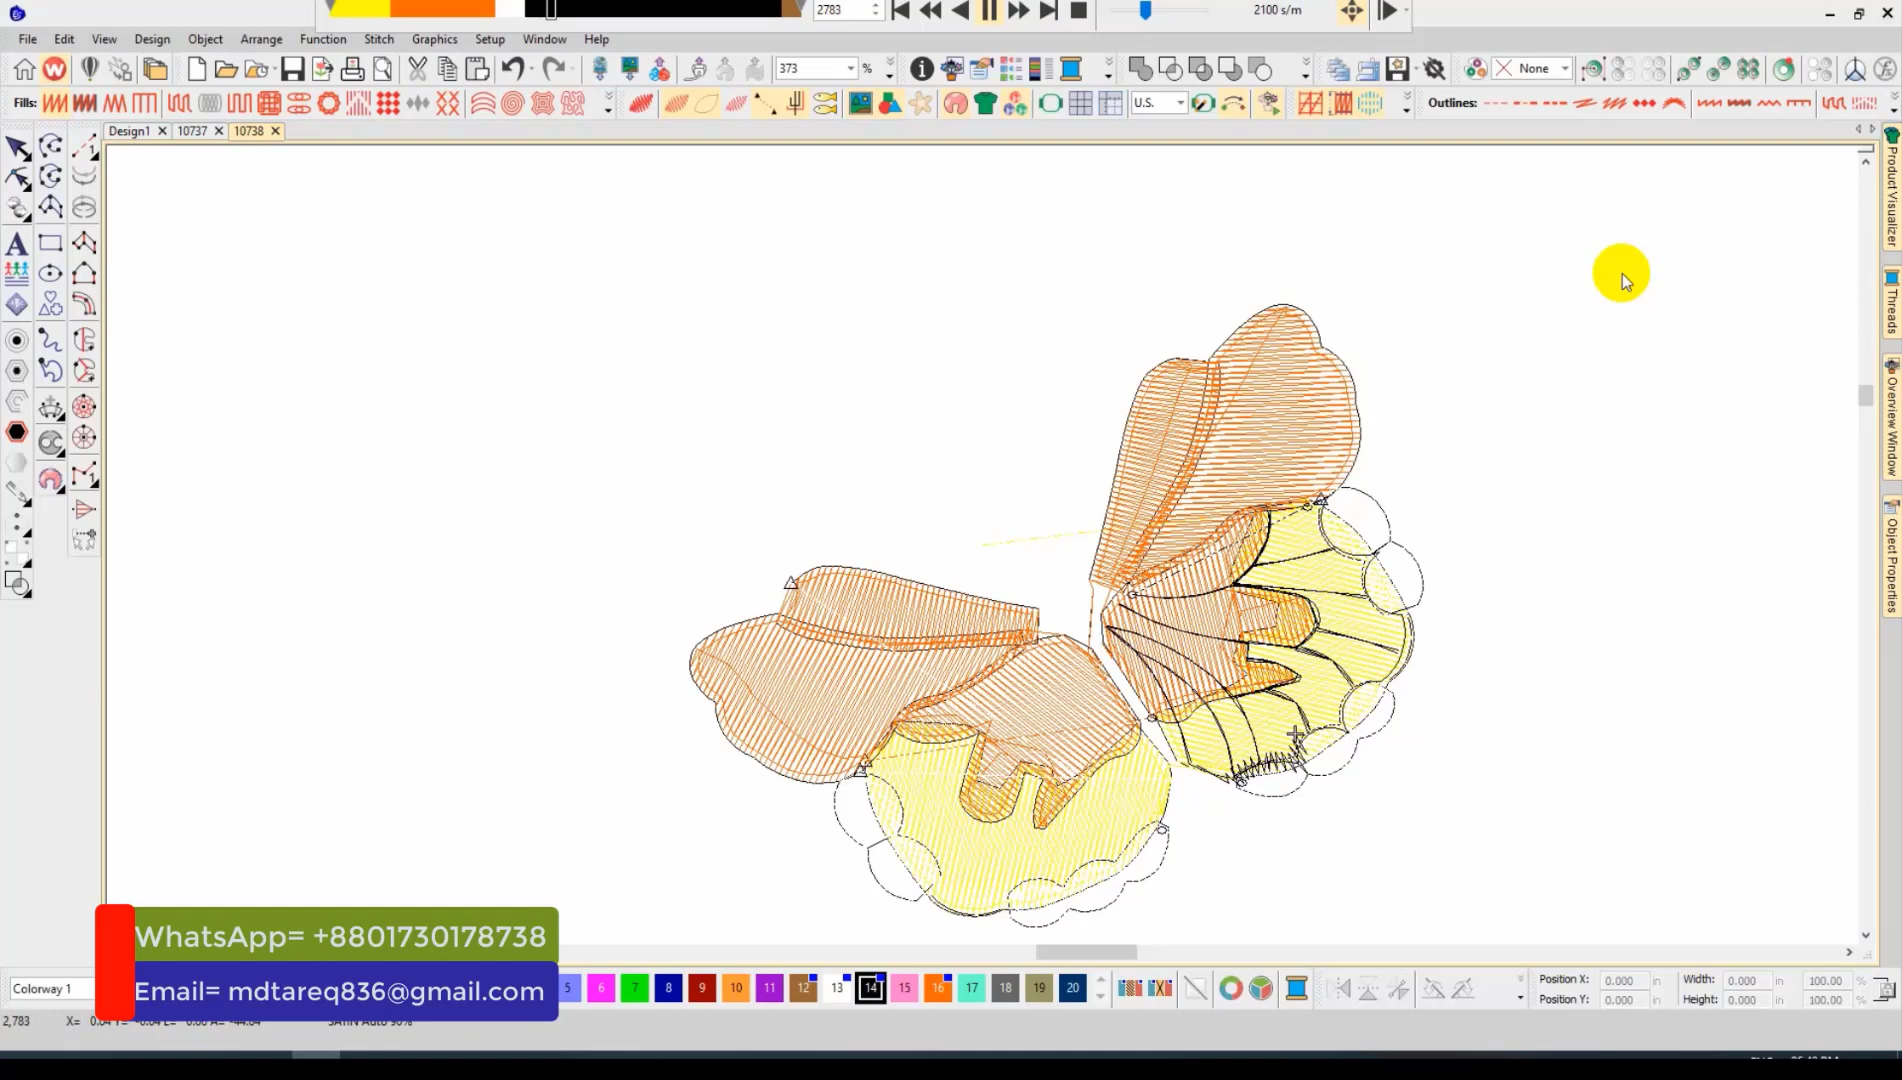 2783
2100 s/m
File Edit View Design Object Arrange Function Stitch Graphics Setup Window Help
373 %
None
Fills:
U.S.
Outlines:
Design1 10737 10738
Product Visualizer
Threads
Overview Window
Object Properties
WhatsApp= +8801730178738
Email= mdtareq836@gmail.com
Colorway 1
5 6 7 8 9 10 11 12 13 14 15 16 17 18 19 20
Position X: 0.000 in Width: 0.000 in 100.00 %
Position Y: 0.000 in Height: 0.000 in 100.00 %
2,783 X=